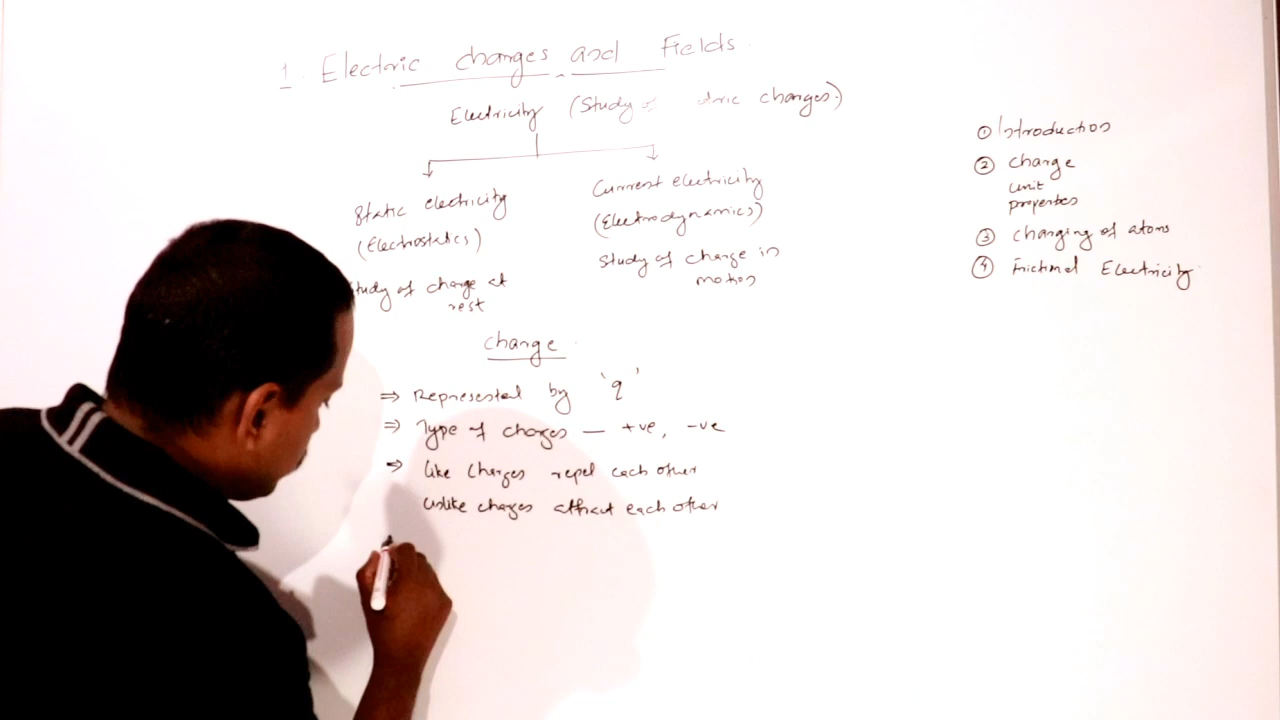 1. Electric charges and Fields
Electricity (Study of charges.)
Static electricity
(Electrostatics)
Study of charge at
rest
Current electricity
(Electrodynamics)
Study of charge in
motion
Charge
⇒ Represented by 'q'
⇒ Type of charges — +ve, -ve
⇒ Like charges repel each other
Unlike charges attract each other
① Introduction
② Charge
unit
properties
③ Charging of atoms
④ Frictional Electricity